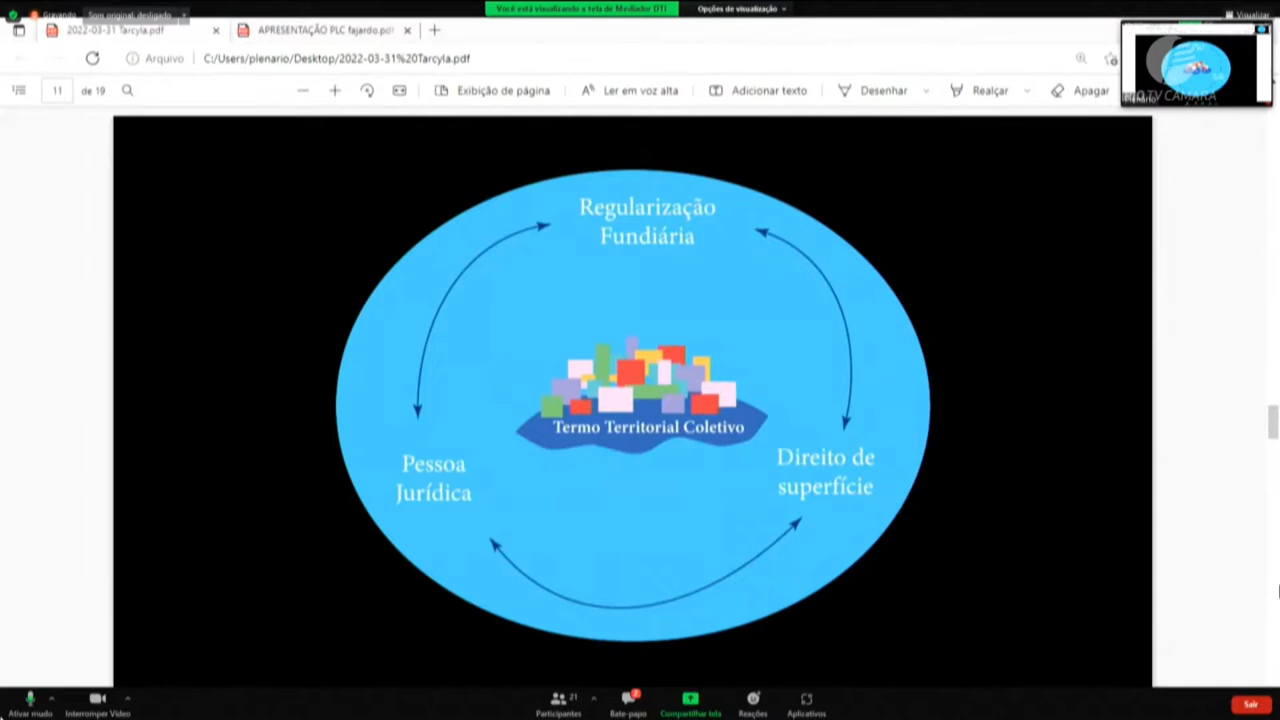 Gravando
Som original: desligado
Você está visualizando a tela de Mediador DTI
Opções de visualização
Visualizar
2022-03-31 Tarcyla.pdf
APRESENTAÇÃO PLC fajardo.pdf
Arquivo
C:/Users/plenario/Desktop/2022-03-31%20Tarcyla.pdf
11
de 19
Exibição de página
Ler em voz alta
Adicionar texto
Desenhar
Realçar
Apagar
TV CÂMARA
Plenário
Regularização
Fundiária
Termo Territorial Coletivo
Pessoa
Jurídica
Direito de
superfície
Ativar mudo
Interromper Vídeo
Participantes
21
Bate-papo
Compartilhar tela
Reações
Aplicativos
Sair